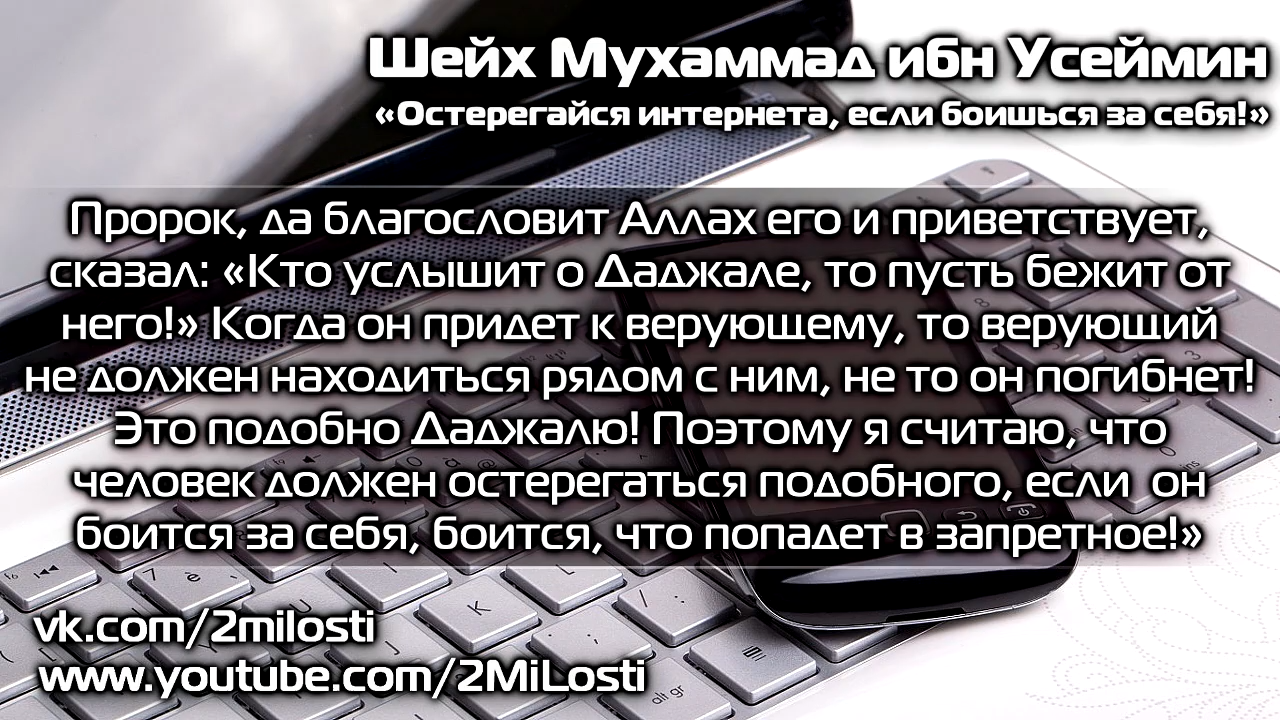 Шейх Мухаммад ибн Усеймин
«Остерегайся интернета, если боишься за себя!»
Пророк, да благословит Аллах его и приветствует,
сказал: «Кто услышит о Даджале, то пусть бежит от
него!» Когда он придет к верующему, то верующий
не должен находиться рядом с ним, не то он погибнет!
Это подобно Даджалю! Поэтому я считаю, что
человек должен остерегаться подобного, если  он
боится за себя, боится, что попадет в запретное!»
vk.com/2milosti
www.youtube.com/2MiLosti